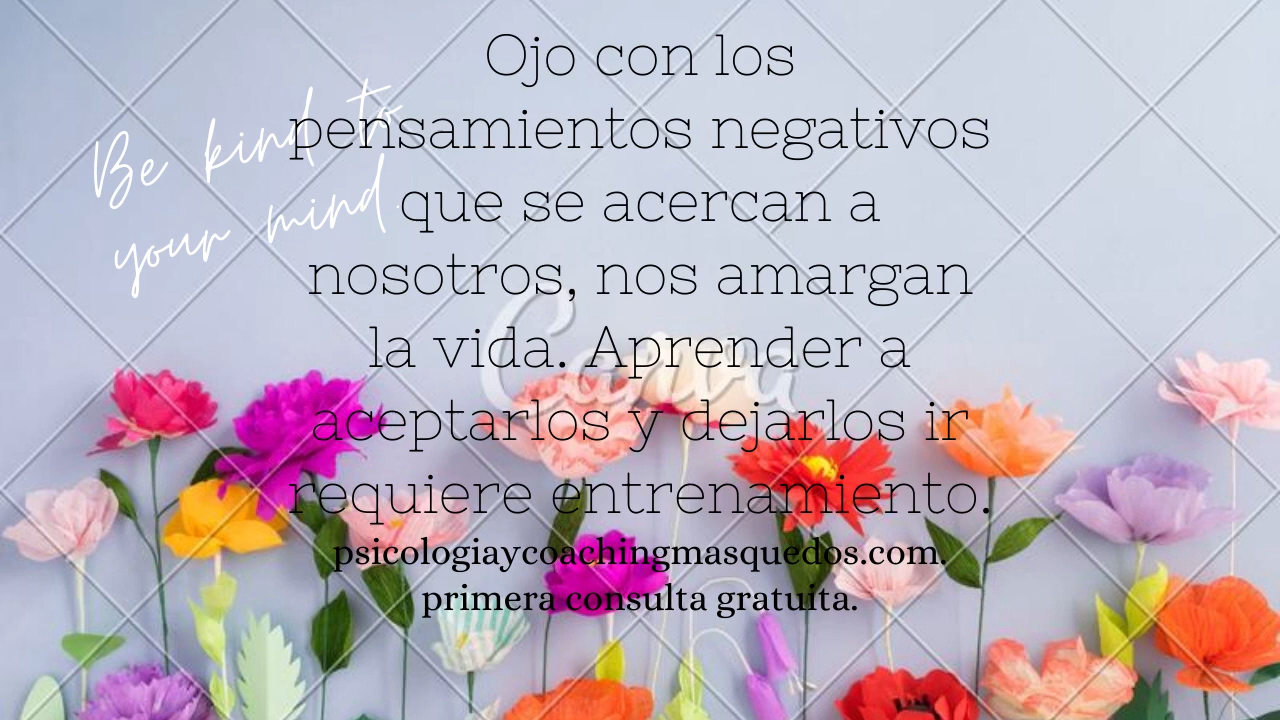 Be kind to
your mind.
Ojo con los
pensamientos negativos
que se acercan a
nosotros, nos amargan
la vida. Aprender a
aceptarlos y dejarlos ir
requiere entrenamiento.
psicologiaycoachingmasquedos.com.
primera consulta gratuita.
Canva